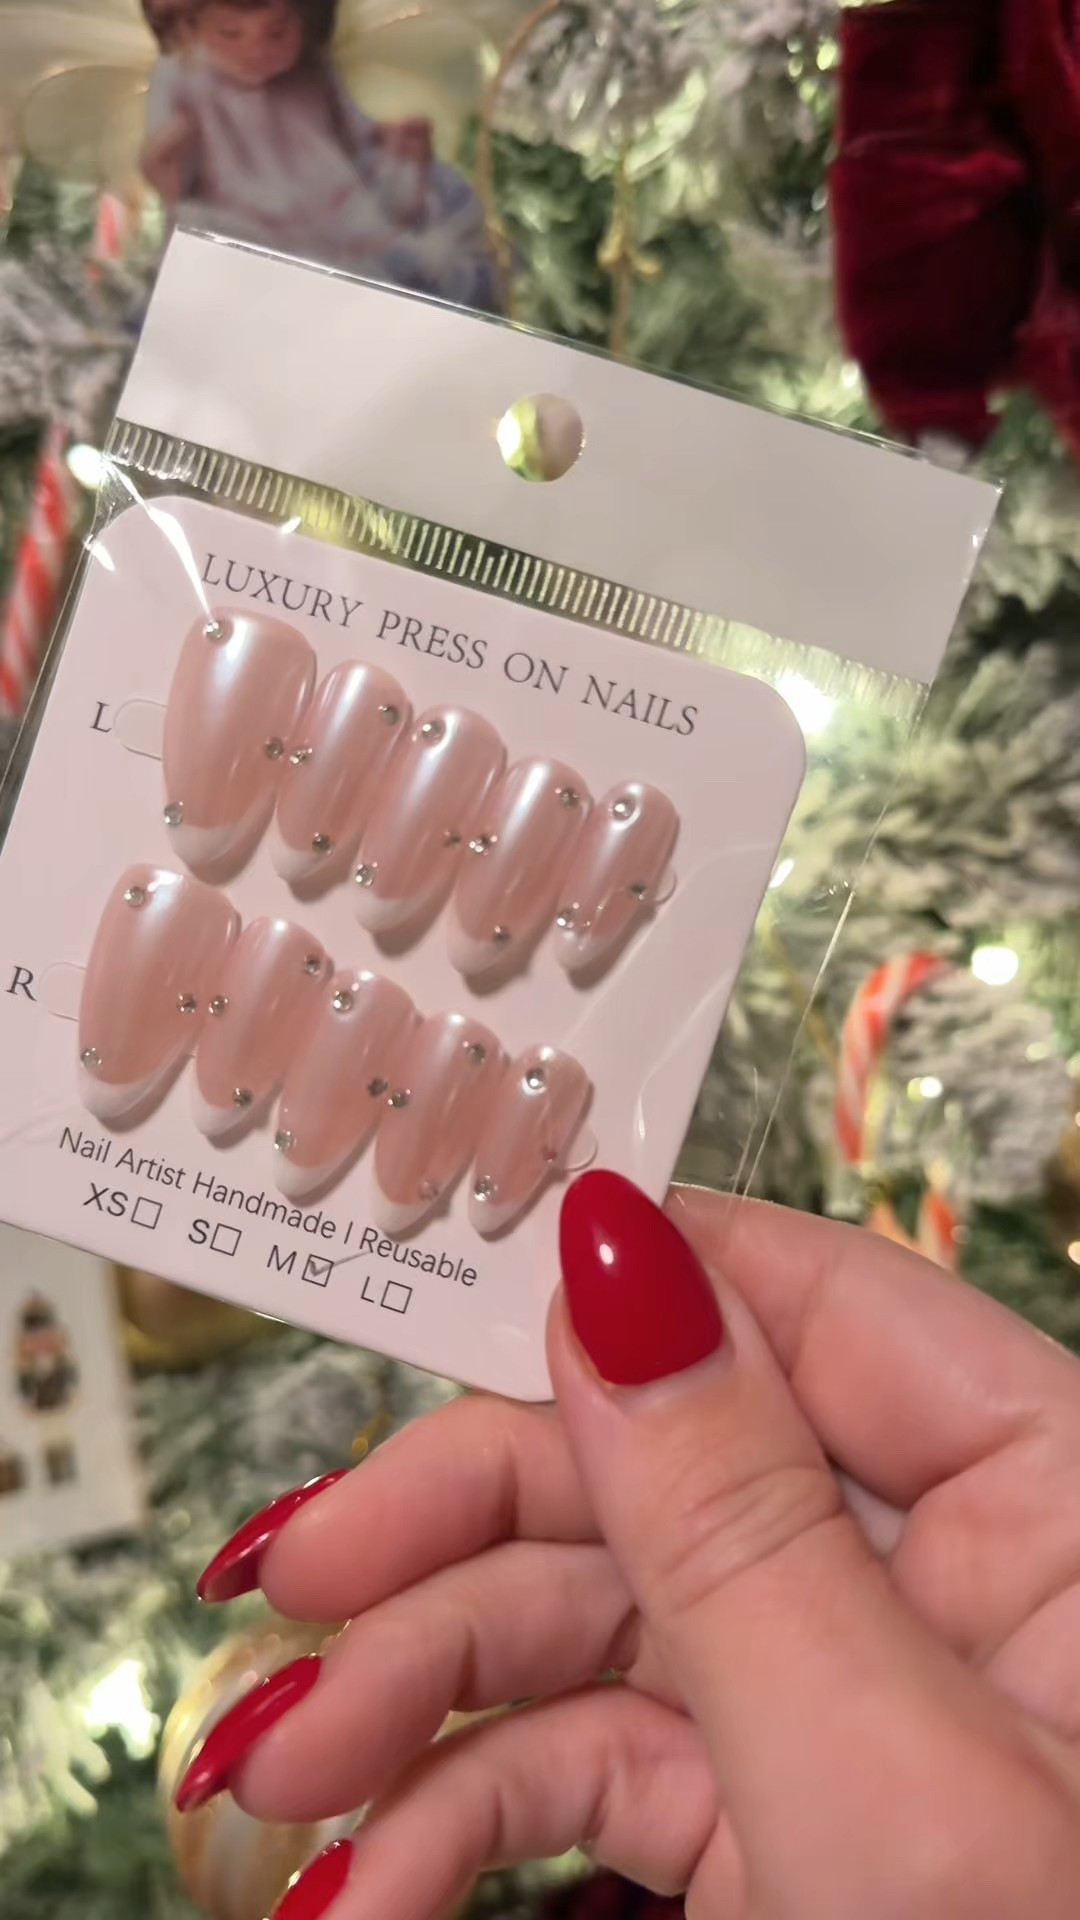 LUXURY PRESS ON NAILS
L
R
Nail Artist Handmade | Reusable
XS☐ S☐ M☑ L☐